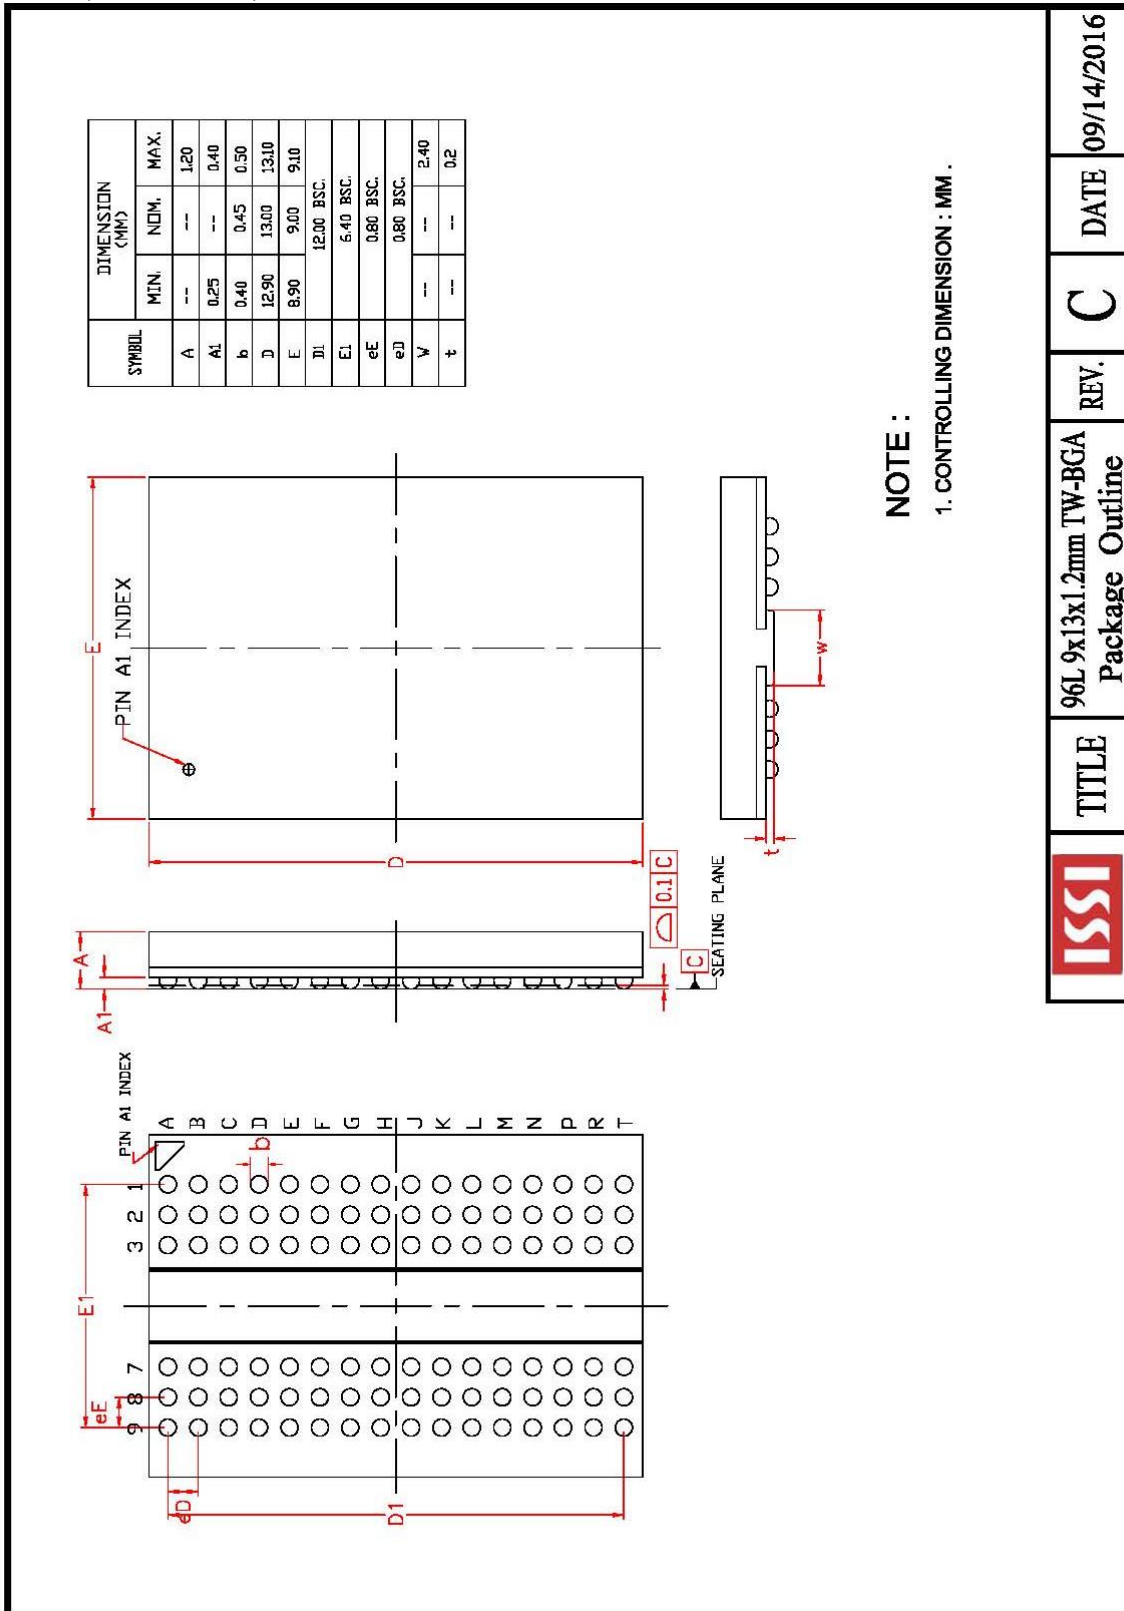 SYMBOL DIMENSION (MM)
MIN. NOM. MAX.
A -- -- 1.20
A1 0.25 -- 0.40
b 0.40 0.45 0.50
D 12.90 13.00 13.10
E 8.90 9.00 9.10
D1 12.00 BSC.
E1 6.40 BSC.
eE 0.80 BSC.
eD 0.80 BSC.
W -- -- 2.40
t -- -- 0.2
PIN A1 INDEX
E
D
PIN A1 INDEX
E1
eE
9 8 7 3 2 1
A
B
C
D
E
F
G
H
J
K
L
M
N
P
R
T
b
eD
D1
A
A1
0.1 C
C
SEATING PLANE
t
w
NOTE :
1. CONTROLLING DIMENSION : MM .
ISSI
TITLE
96L 9x13x1.2mm TW-BGA
Package Outline
REV.
C
DATE
09/14/2016